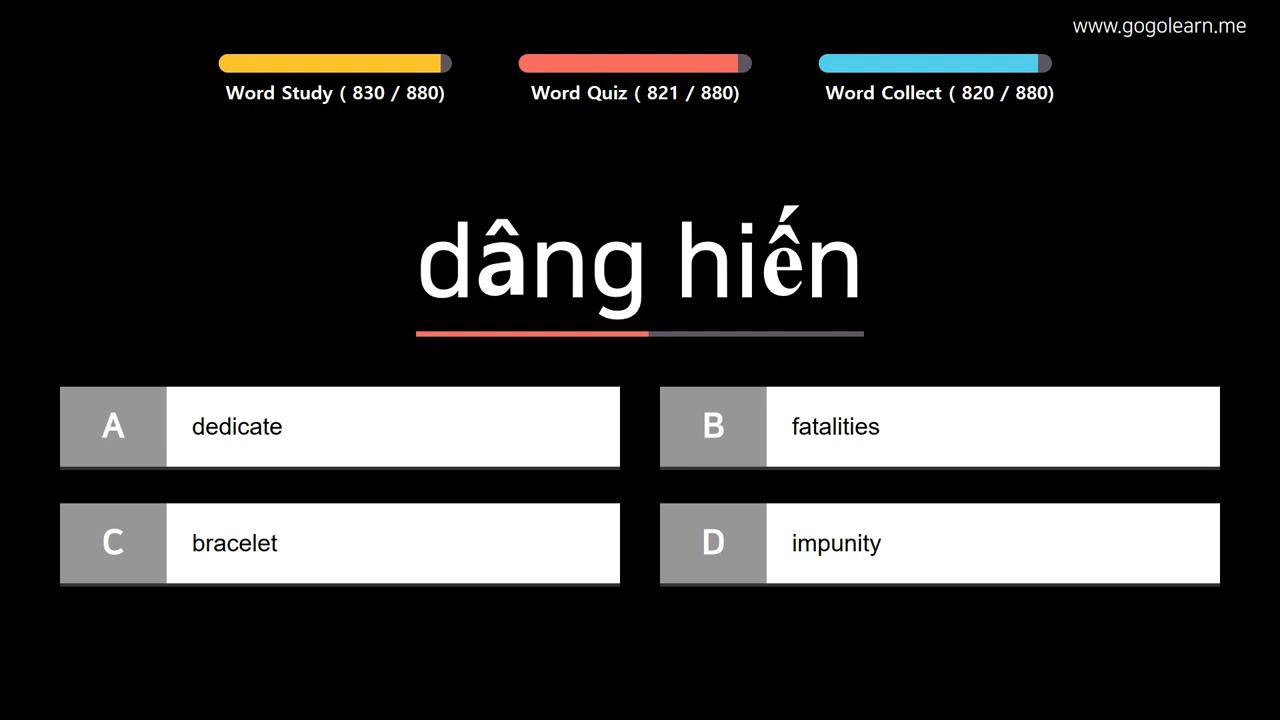 www.gogolearn.me
Word Study ( 830 / 880)
Word Quiz ( 821 / 880)
Word Collect ( 820 / 880)
dâng hiến
A dedicate
B fatalities
C bracelet
D impunity